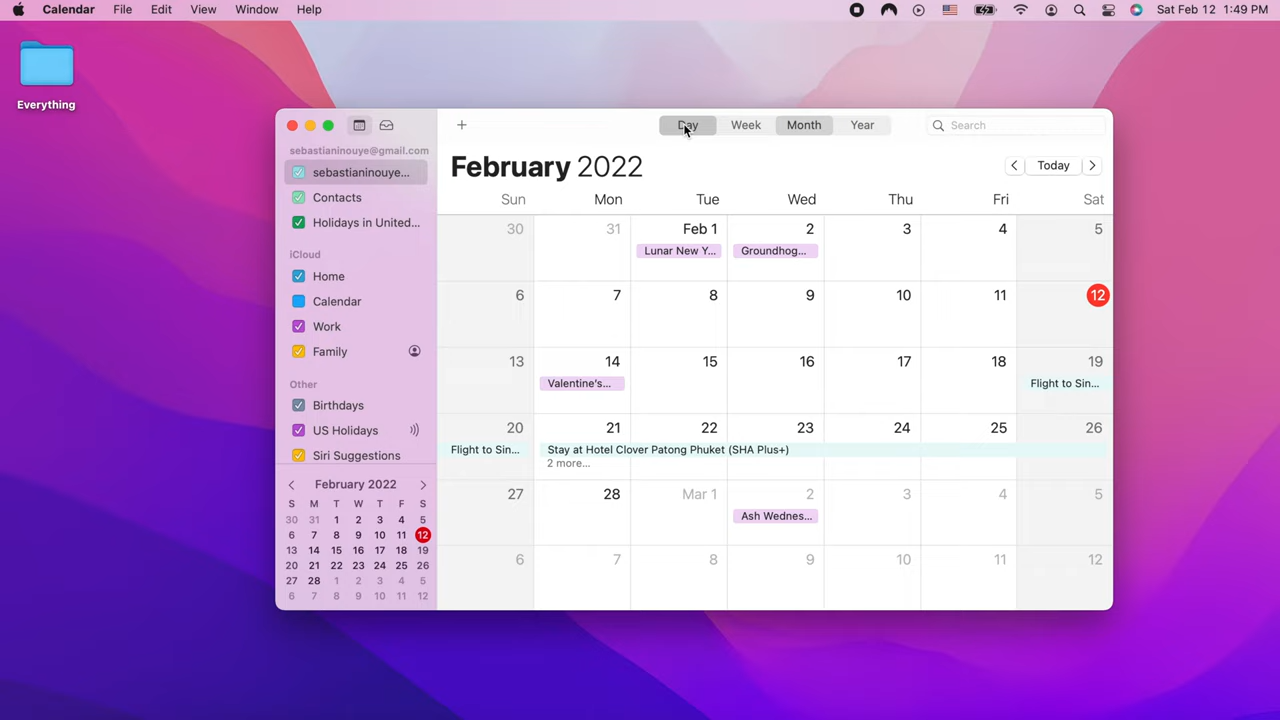 Calendar File Edit View Window Help Sat Feb 12 1:49 PM
Everything
Day Week Month Year Search
sebastianinouye@gmail.com
sebastianinouye...
Contacts
Holidays in United...
iCloud
Home
Calendar
Work
Family
Other
Birthdays
US Holidays
Siri Suggestions
February 2022
S M T W T F S
30 31 1 2 3 4 5
6 7 8 9 10 11 12
13 14 15 16 17 18 19
20 21 22 23 24 25 26
27 28 1 2 3 4 5
6 7 8 9 10 11 12
February 2022 Today
Sun Mon Tue Wed Thu Fri Sat
30 31 Feb 1 2 3 4 5
Lunar New Y... Groundhog...
6 7 8 9 10 11 12
13 14 15 16 17 18 19
Valentine's... Flight to Sin...
20 21 22 23 24 25 26
Flight to Sin... Stay at Hotel Clover Patong Phuket (SHA Plus+)
2 more...
27 28 Mar 1 2 3 4 5
Ash Wednes...
6 7 8 9 10 11 12